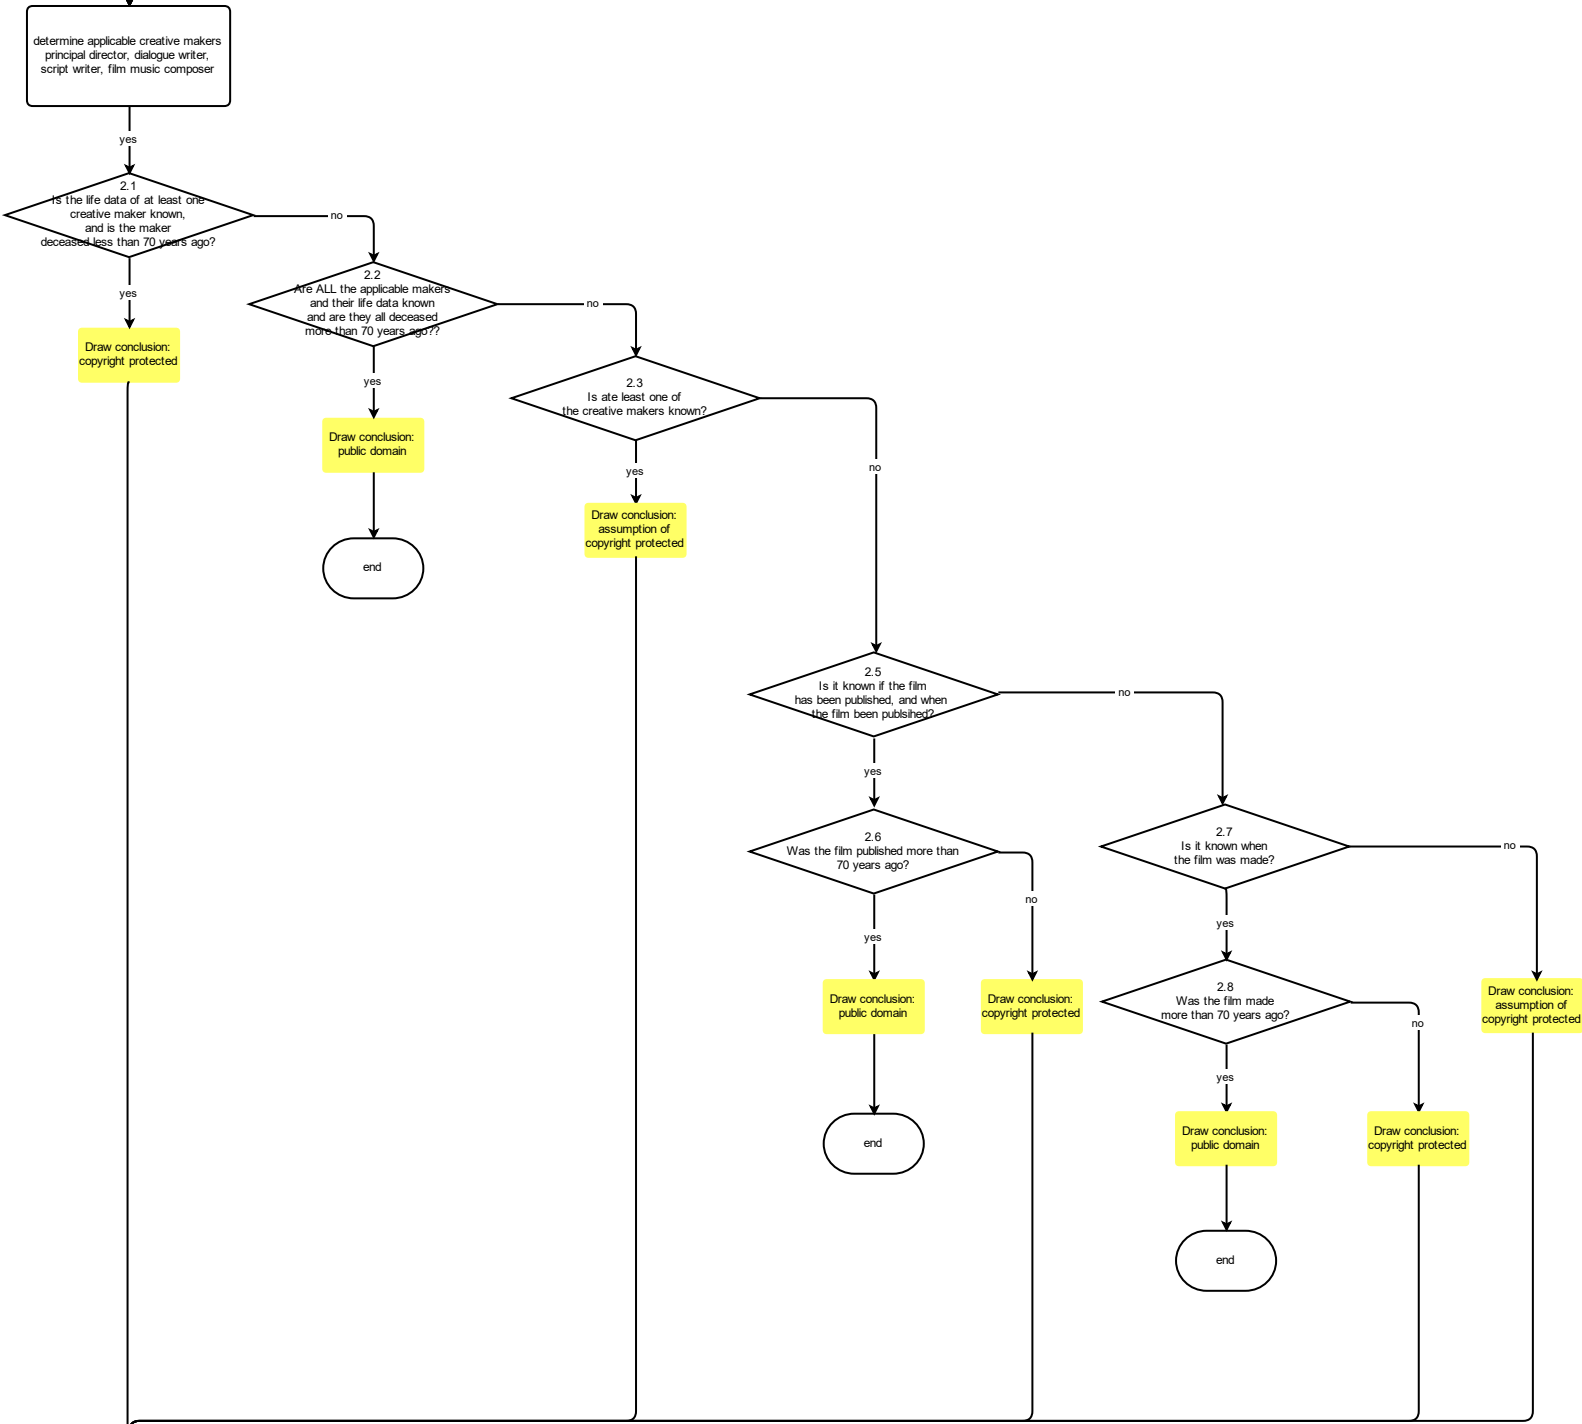 determine applicable creative makers
principal director, dialogue writer,
script writer, film music composer
yes
2.1
Is the life data of at least one
creative maker known,
and is the maker
deceased less than 70 years ago?
no
yes
Draw conclusion:
copyright protected
2.2
Are ALL the applicable makers
and their life data known
and are they all deceased
more than 70 years ago??
no
yes
Draw conclusion:
public domain
end
2.3
Is ate least one of
the creative makers known?
no
yes
Draw conclusion:
assumption of
copyright protected
2.5
Is it known if the film
has been published, and when
the film been publsihed?
no
yes
2.6
Was the film published more than
70 years ago?
no
yes
Draw conclusion:
public domain
Draw conclusion:
copyright protected
end
2.7
Is it known when
the film was made?
no
yes
2.8
Was the film made
more than 70 years ago?
no
yes
Draw conclusion:
assumption of
copyright protected
Draw conclusion:
public domain
Draw conclusion:
copyright protected
end